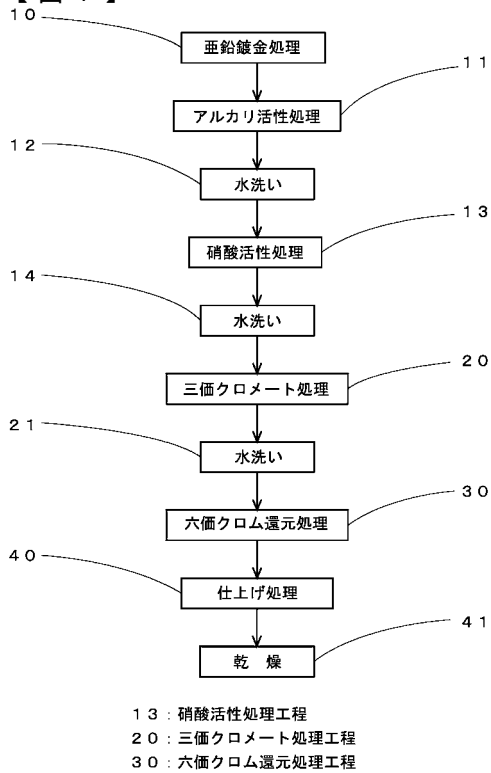 10
亜鉛鍍金処理
11
アルカリ活性処理
12
水洗い
13
硝酸活性処理
14
水洗い
20
三価クロメート処理
21
水洗い
30
六価クロム還元処理
40
仕上げ処理
41
乾 燥
13：硝酸活性処理工程
20：三価クロメート処理工程
30：六価クロム還元処理工程